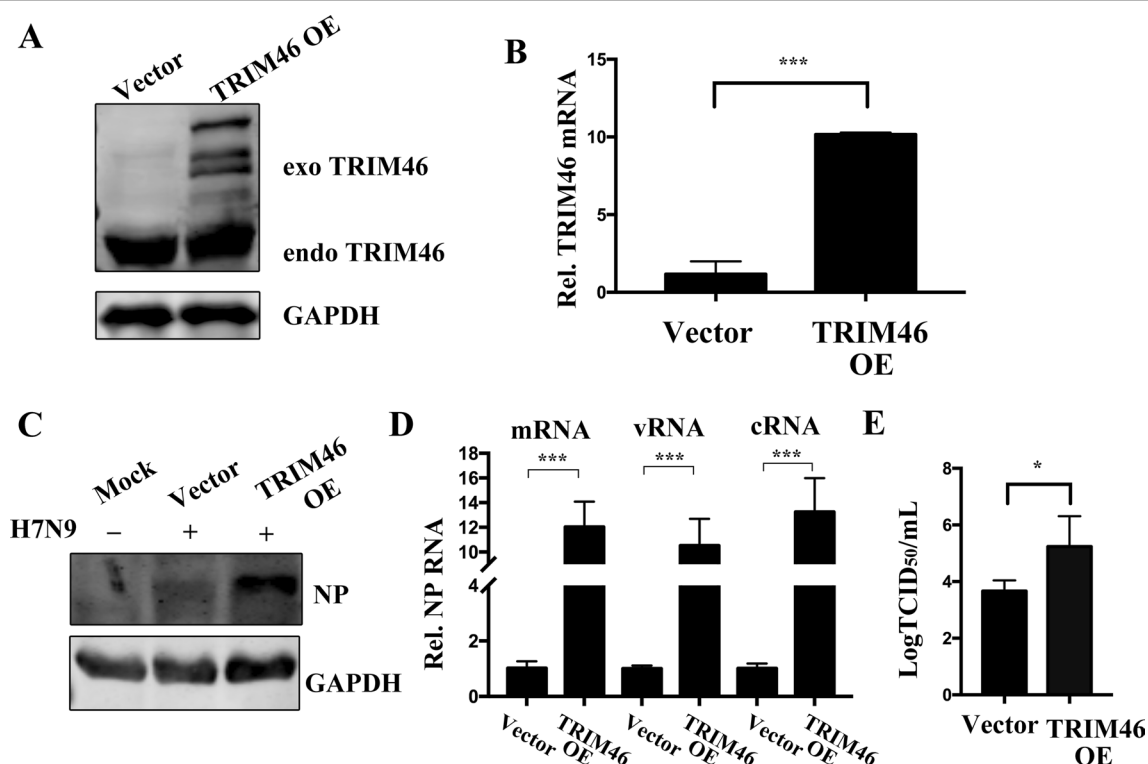 A
Vector
TRIM46 OE
exo TRIM46
endo TRIM46
GAPDH
B
Rel. TRIM46 mRNA
15
10
5
0
***
Vector
TRIM46
OE
C
Mock
Vector
TRIM46
OE
H7N9
− + +
NP
GAPDH
D
mRNA vRNA cRNA
*** *** ***
Rel. NP RNA
18
16
14
12
10
4
2
0
Vector
TRIM46
OE
Vector
TRIM46
OE
Vector
TRIM46
OE
E
LogTCID50/mL
8
6
4
2
0
*
Vector
TRIM46
OE